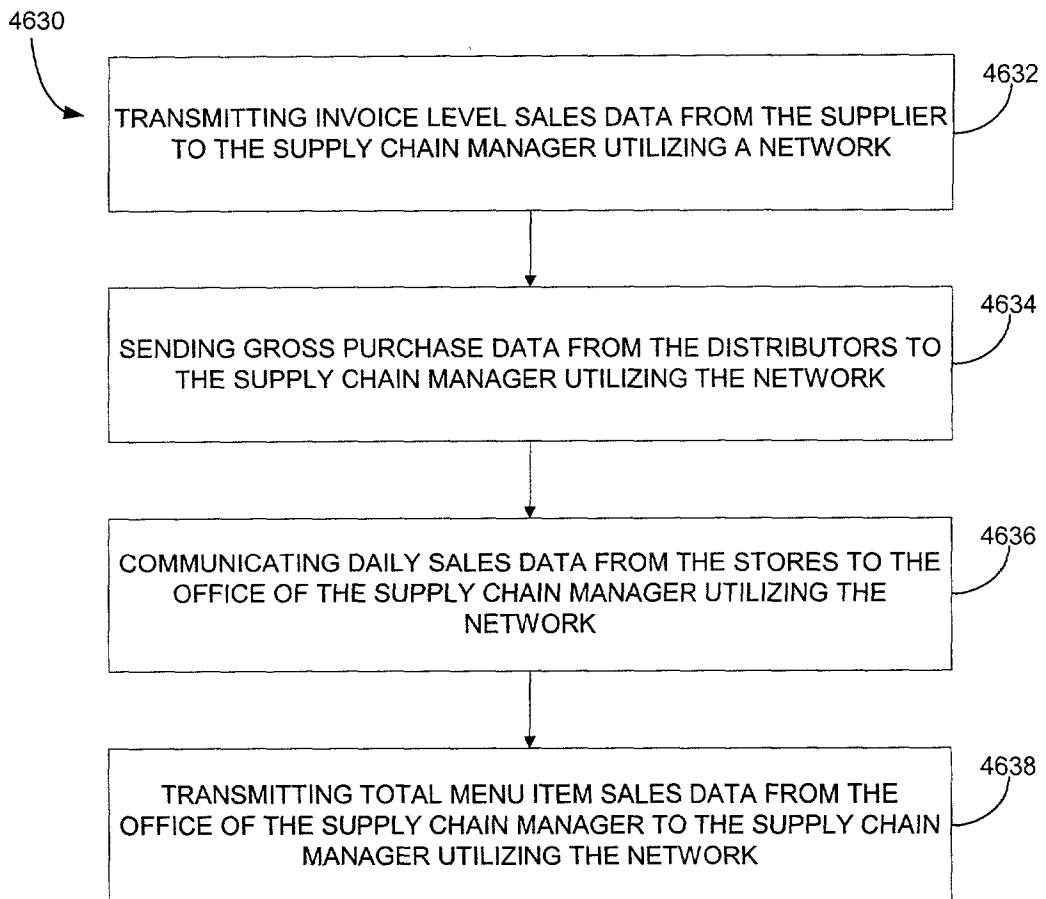 4630
4632
TRANSMITTING INVOICE LEVEL SALES DATA FROM THE SUPPLIER
TO THE SUPPLY CHAIN MANAGER UTILIZING A NETWORK
4634
SENDING GROSS PURCHASE DATA FROM THE DISTRIBUTORS TO
THE SUPPLY CHAIN MANAGER UTILIZING THE NETWORK
4636
COMMUNICATING DAILY SALES DATA FROM THE STORES TO THE
OFFICE OF THE SUPPLY CHAIN MANAGER UTILIZING THE
NETWORK
4638
TRANSMITTING TOTAL MENU ITEM SALES DATA FROM THE
OFFICE OF THE SUPPLY CHAIN MANAGER TO THE SUPPLY CHAIN
MANAGER UTILIZING THE NETWORK